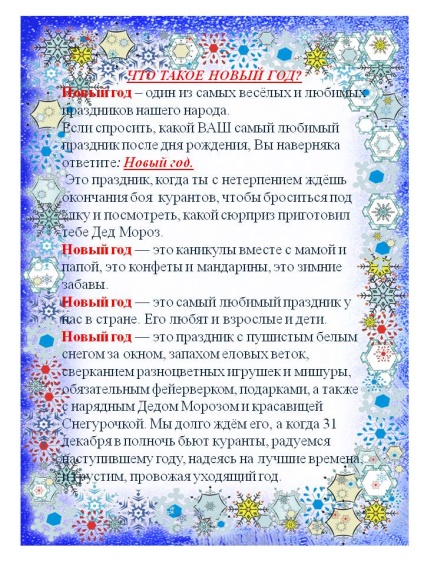 ЧТО ТАКОЕ НОВЫЙ ГОД?
Новый год – один из самых весёлых и любимых
праздников нашего народа.
Если спросить, какой ВАШ самый любимый
праздник после дня рождения, Вы наверняка
ответите: Новый год.
Это праздник, когда ты с нетерпением ждёшь
окончания боя курантов, чтобы броситься под
ёлку и посмотреть, какой сюрприз приготовил
тебе Дед Мороз.
Новый год — это каникулы вместе с мамой и
папой, это конфеты и мандарины, это зимние
забавы.
Новый год — это самый любимый праздник у
нас в стране. Его любят и взрослые и дети.
Новый год — это праздник с пушистым белым
снегом за окном, запахом еловых веток,
сверканием разноцветных игрушек и мишуры,
обязательным фейерверком, подарками, а также
с нарядным Дедом Морозом и красавицей
Снегурочкой. Мы долго ждём его, а когда 31
декабря в полночь бьют куранты, радуемся
наступившему году, надеясь на лучшие времена,
и грустим, провожая уходящий год.